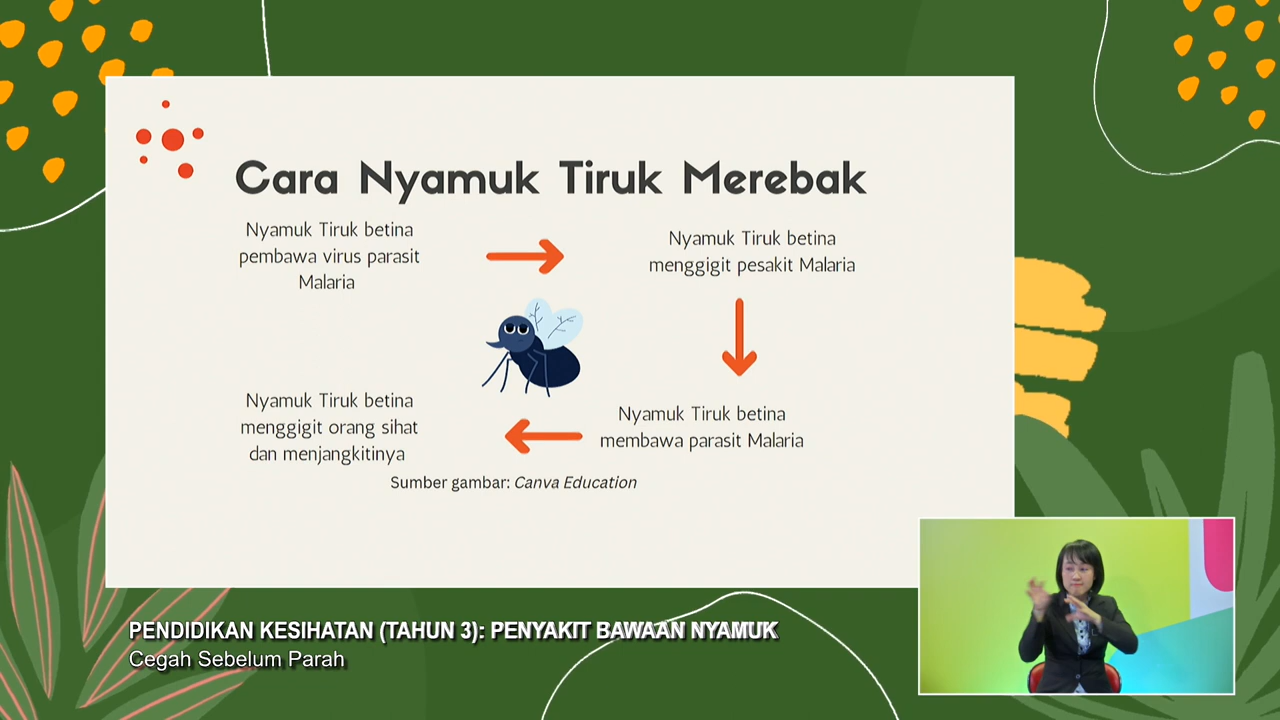 Cara Nyamuk Tiruk Merebak
Nyamuk Tiruk betina
pembawa virus parasit
Malaria
Nyamuk Tiruk betina
menggigit pesakit Malaria
Nyamuk Tiruk betina
membawa parasit Malaria
Nyamuk Tiruk betina
menggigit orang sihat
dan menjangkitinya
Sumber gambar: Canva Education
PENDIDIKAN KESIHATAN (TAHUN 3): PENYAKIT BAWAAN NYAMUK
Cegah Sebelum Parah